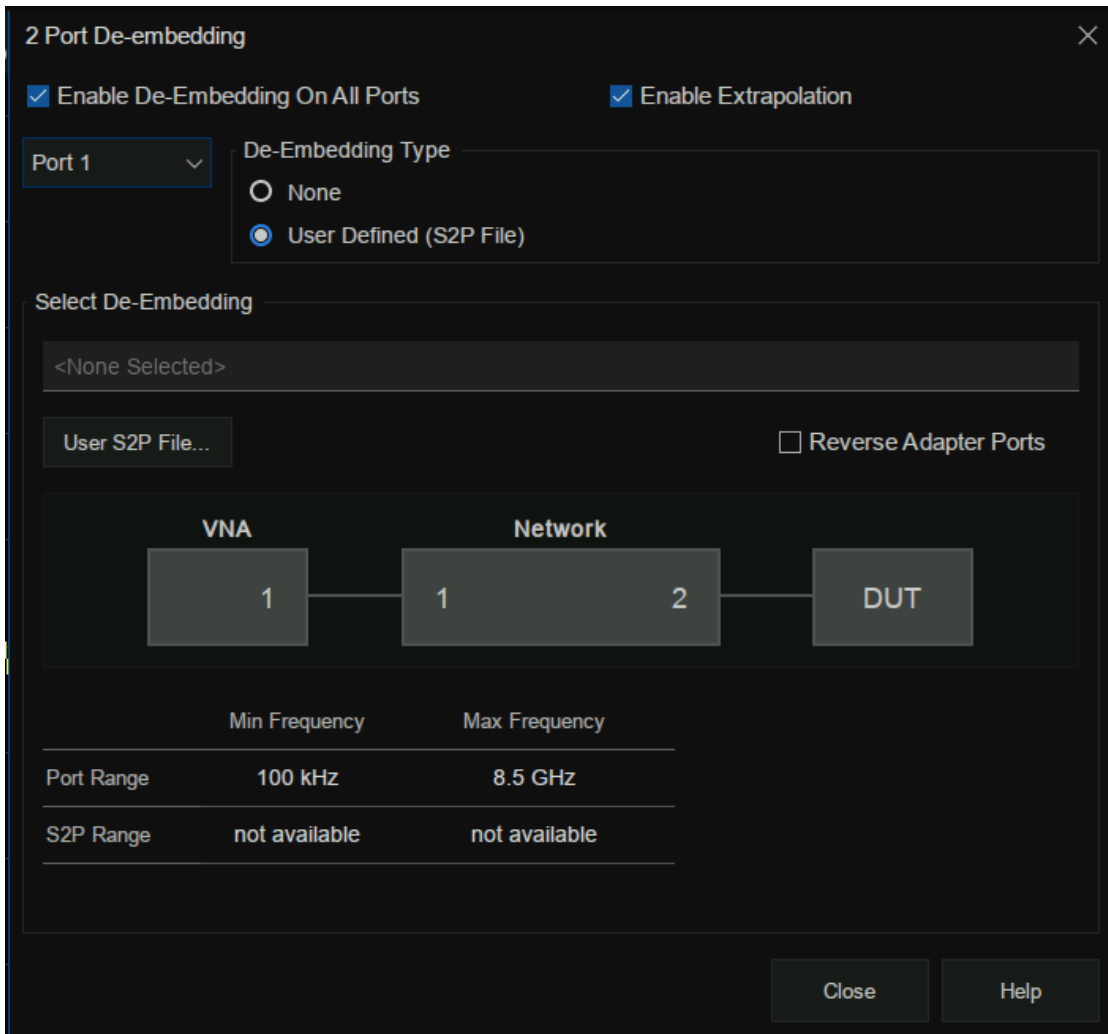 2 Port De-embedding
Enable De-Embedding On All Ports
Enable Extrapolation
Port 1
De-Embedding Type
None
User Defined (S2P File)
Select De-Embedding
<None Selected>
User S2P File...
Reverse Adapter Ports
VNA
Network
1
1
2
DUT
Min Frequency
Max Frequency
Port Range
100 kHz
8.5 GHz
S2P Range
not available
not available
Close
Help